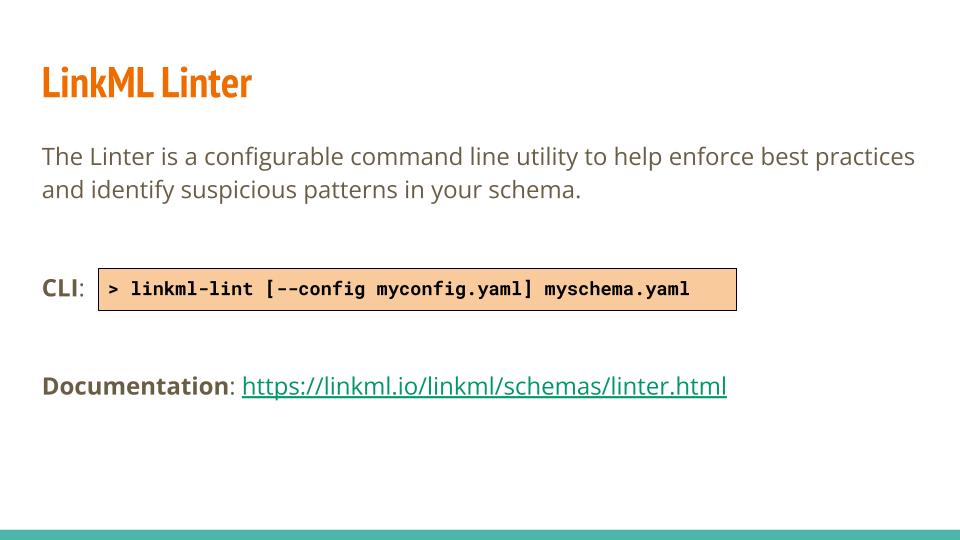 LinkML Linter
The Linter is a configurable command line utility to help enforce best practices
and identify suspicious patterns in your schema.
CLI: > linkml-lint [--config myconfig.yaml] myschema.yaml
Documentation: https://linkml.io/linkml/schemas/linter.html